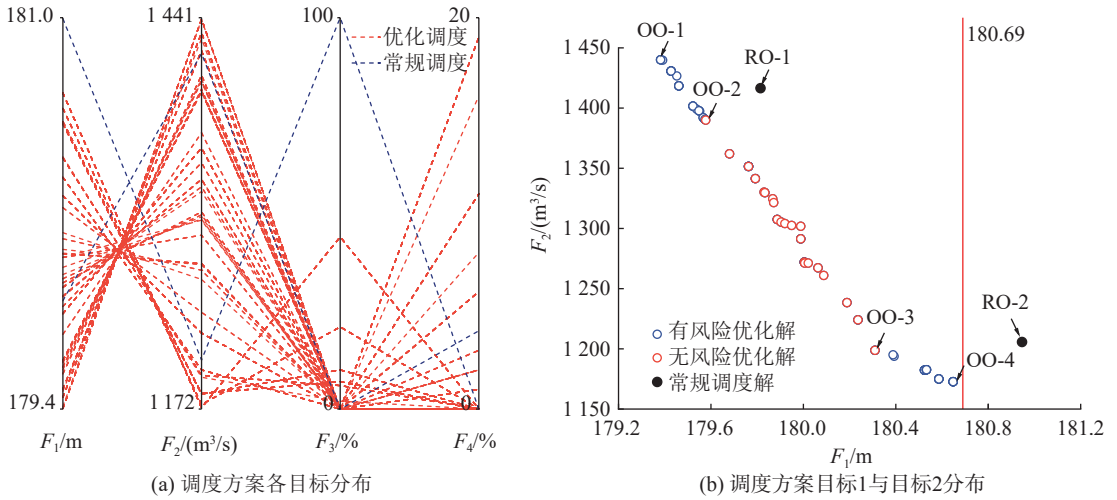 181.0
1 441
100
20
优化调度
常规调度
179.4
1 172
0
0
F₁/m
F₂/(m³/s)
F₃/%
F₄/%
(a) 调度方案各目标分布
180.69
1 450
1 400
1 350
1 300
1 250
1 200
1 150
F₂/(m³/s)
OO-1
RO-1
OO-2
OO-3
RO-2
OO-4
有风险优化解
无风险优化解
常规调度解
179.2
179.6
180.0
180.4
180.8
181.2
F₁/m
(b) 调度方案目标1与目标2分布